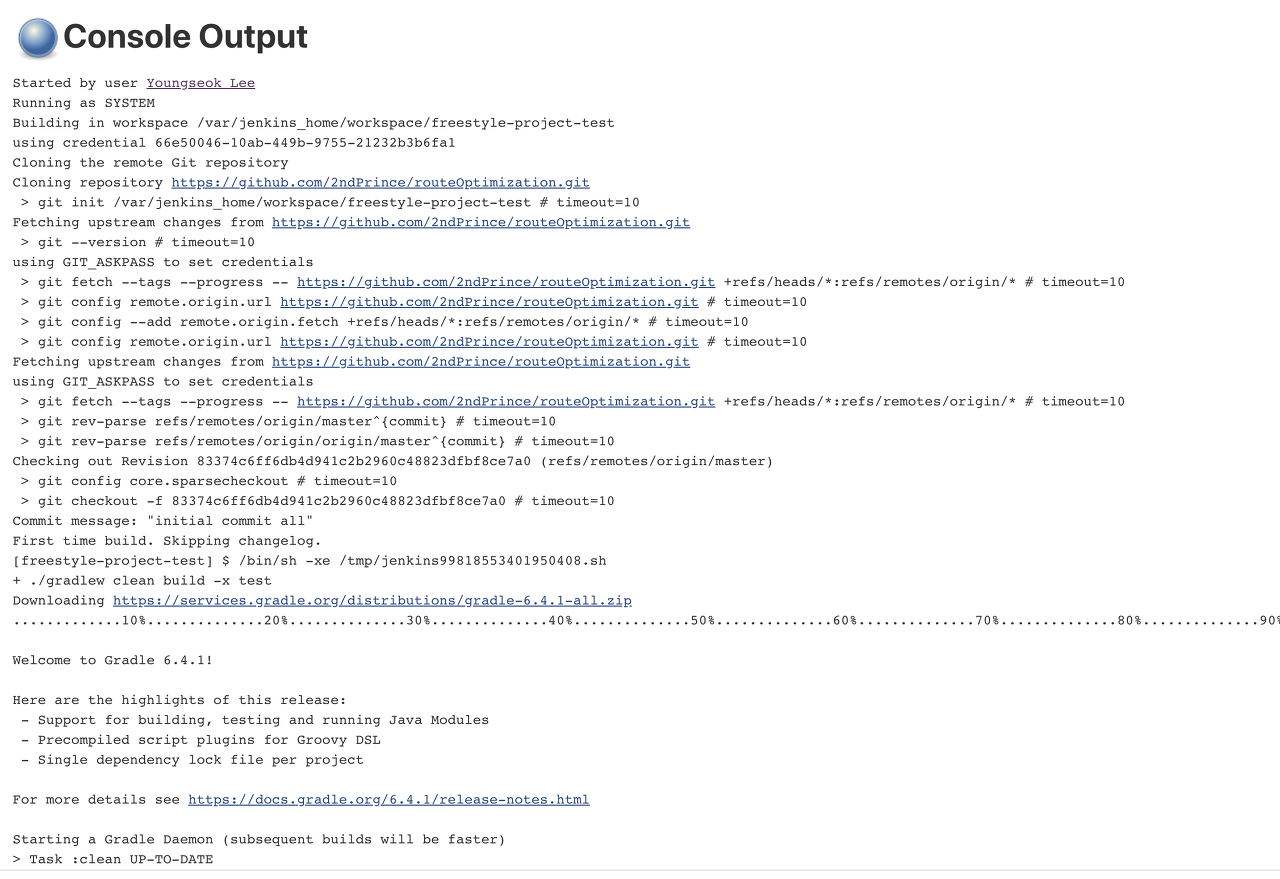 Console Output
Started by user Youngseok Lee
Running as SYSTEM
Building in workspace /var/jenkins_home/workspace/freestyle-project-test
using credential 66e50046-10ab-449b-9755-21232b3b6fa1
Cloning the remote Git repository
Cloning repository https://github.com/2ndPrince/routeOptimization.git
 > git init /var/jenkins_home/workspace/freestyle-project-test # timeout=10
Fetching upstream changes from https://github.com/2ndPrince/routeOptimization.git
 > git --version # timeout=10
using GIT_ASKPASS to set credentials
 > git fetch --tags --progress -- https://github.com/2ndPrince/routeOptimization.git +refs/heads/*:refs/remotes/origin/* # timeout=10
 > git config remote.origin.url https://github.com/2ndPrince/routeOptimization.git # timeout=10
 > git config --add remote.origin.fetch +refs/heads/*:refs/remotes/origin/* # timeout=10
 > git config remote.origin.url https://github.com/2ndPrince/routeOptimization.git # timeout=10
Fetching upstream changes from https://github.com/2ndPrince/routeOptimization.git
using GIT_ASKPASS to set credentials
 > git fetch --tags --progress -- https://github.com/2ndPrince/routeOptimization.git +refs/heads/*:refs/remotes/origin/* # timeout=10
 > git rev-parse refs/remotes/origin/master^{commit} # timeout=10
 > git rev-parse refs/remotes/origin/origin/master^{commit} # timeout=10
Checking out Revision 83374c6ff6db4d941c2b2960c48823dfbf8ce7a0 (refs/remotes/origin/master)
 > git config core.sparsecheckout # timeout=10
 > git checkout -f 83374c6ff6db4d941c2b2960c48823dfbf8ce7a0 # timeout=10
Commit message: "initial commit all"
First time build. Skipping changelog.
[freestyle-project-test] $ /bin/sh -xe /tmp/jenkins99818553401950408.sh
+ ./gradlew clean build -x test
Downloading https://services.gradle.org/distributions/gradle-6.4.1-all.zip
.............10%..............20%..............30%..............40%..............50%..............60%..............70%..............80%..............90%
Welcome to Gradle 6.4.1!
Here are the highlights of this release:
 - Support for building, testing and running Java Modules
 - Precompiled script plugins for Groovy DSL
 - Single dependency lock file per project
For more details see https://docs.gradle.org/6.4.1/release-notes.html
Starting a Gradle Daemon (subsequent builds will be faster)
> Task :clean UP-TO-DATE